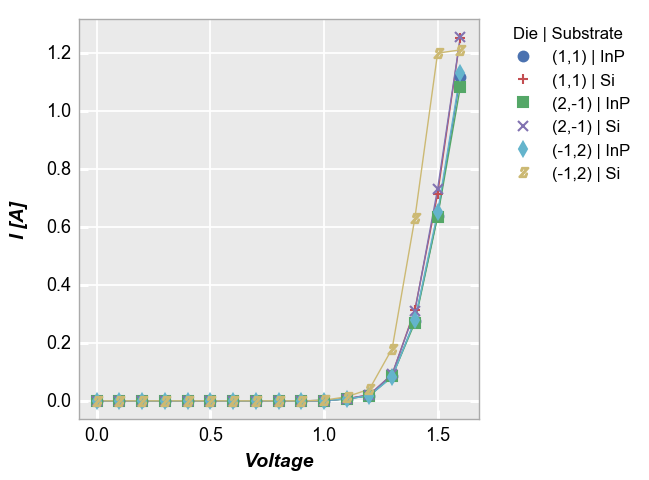 Die | Substrate
(1,1) | InP
(1,1) | Si
(2,-1) | InP
(2,-1) | Si
(-1,2) | InP
(-1,2) | Si
I [A]
1.2
1.0
0.8
0.6
0.4
0.2
0.0
0.0 0.5 1.0 1.5
Voltage